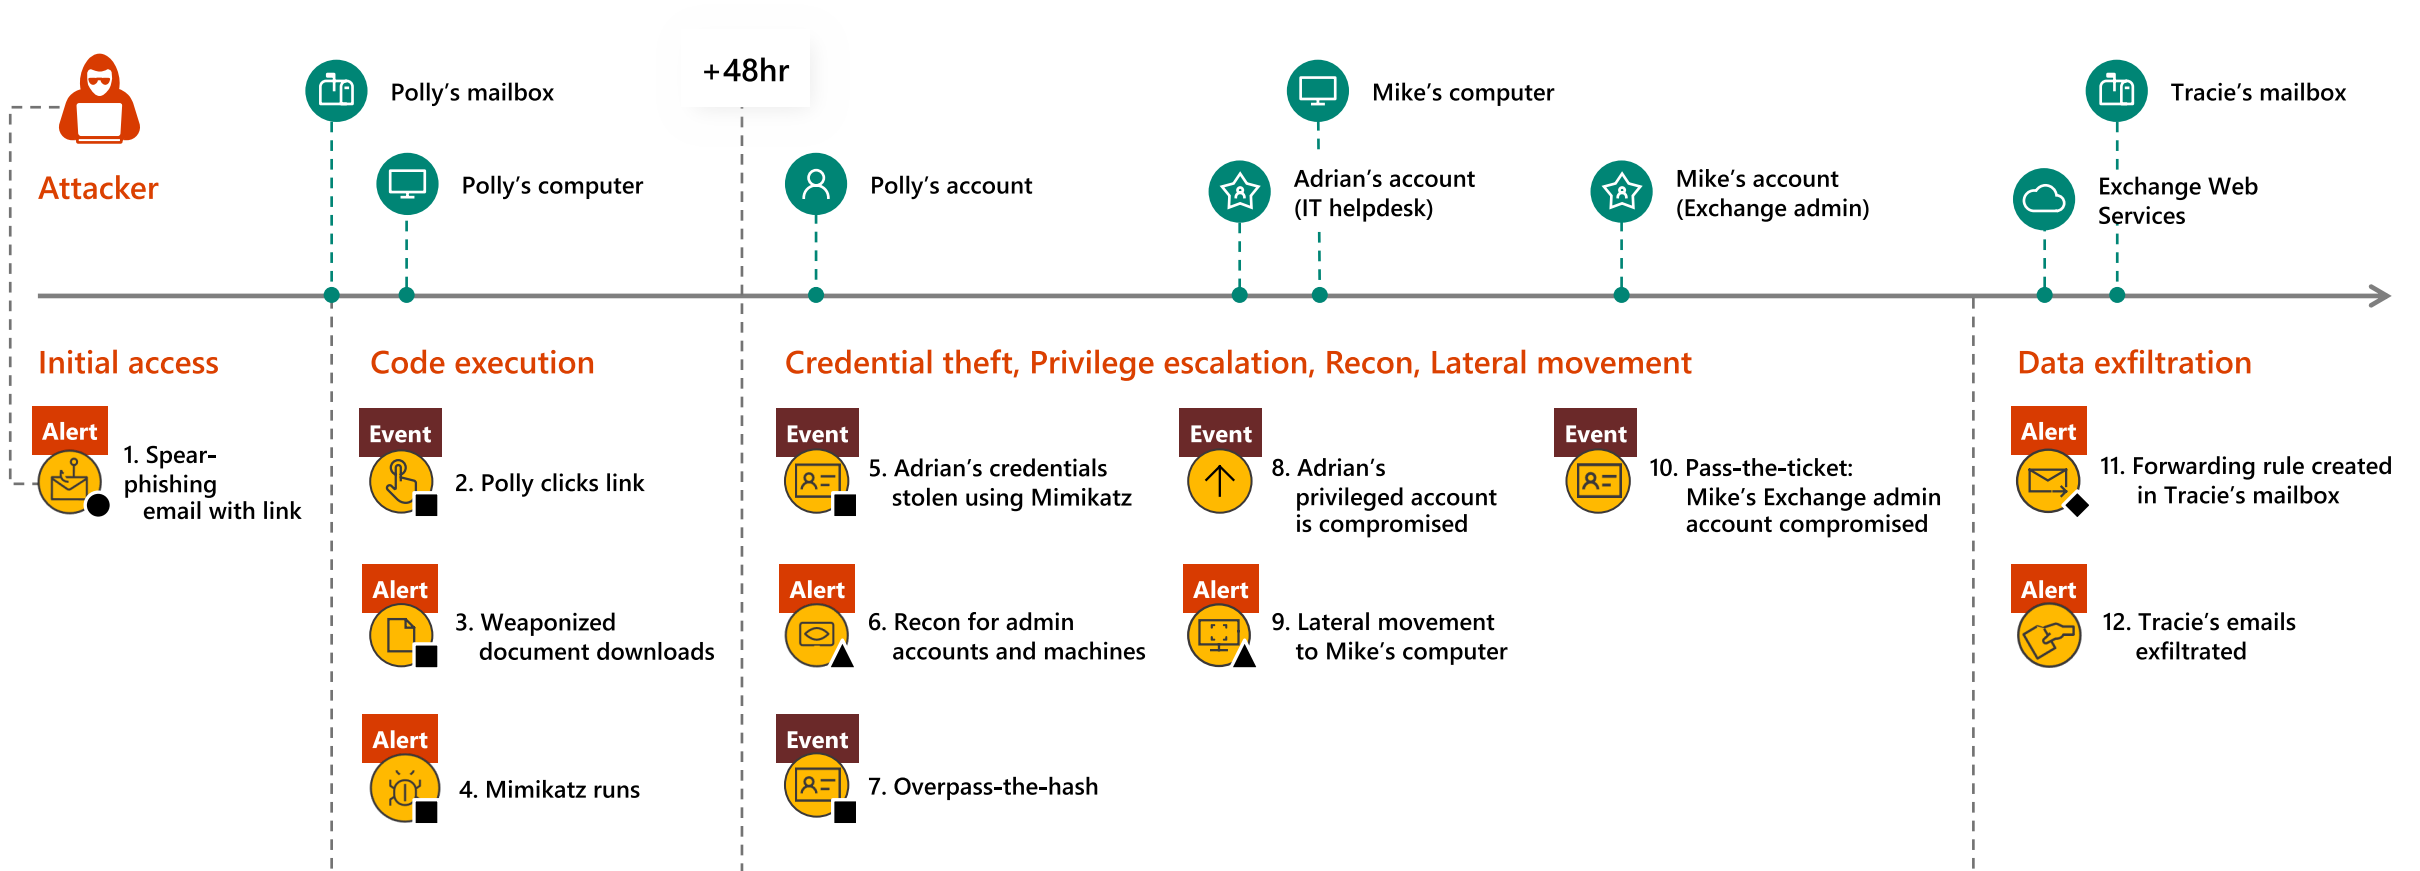 +48hr
Polly's mailbox
Mike's computer
Tracie's mailbox
Attacker
Polly's computer
Polly's account
Adrian's account
(IT helpdesk)
Mike's account
(Exchange admin)
Exchange Web
Services
Initial access
Code execution
Credential theft, Privilege escalation, Recon, Lateral movement
Data exfiltration
Alert
1. Spear-
phishing
email with link
Event
2. Polly clicks link
Alert
3. Weaponized
document downloads
Alert
4. Mimikatz runs
Event
5. Adrian's credentials
stolen using Mimikatz
Alert
6. Recon for admin
accounts and machines
Event
7. Overpass-the-hash
Event
8. Adrian's
privileged account
is compromised
Alert
9. Lateral movement
to Mike's computer
Event
10. Pass-the-ticket:
Mike's Exchange admin
account compromised
Alert
11. Forwarding rule created
in Tracie's mailbox
Alert
12. Tracie's emails
exfiltrated